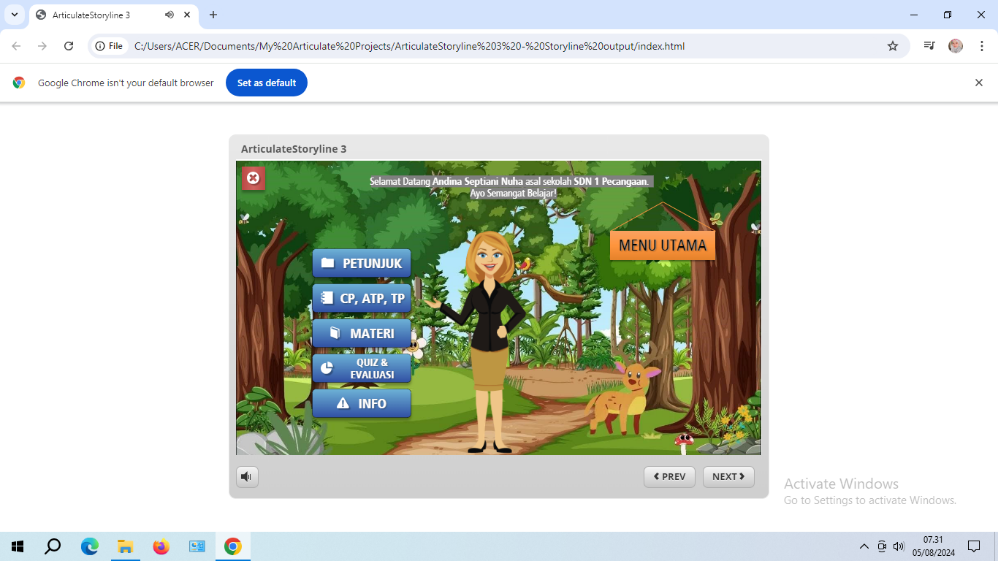 ArticulateStoryline 3
File
C:/Users/ACER/Documents/My%20Articulate%20Projects/ArticulateStoryline%203%20-%20Storyline%20output/index.html
Google Chrome isn't your default browser
Set as default
ArticulateStoryline 3
Selamat Datang Andina Septiani Nuha asal sekolah SDN 1 Pecangaan.
Ayo Semangat Belajar!
MENU UTAMA
PETUNJUK
CP, ATP, TP
MATERI
QUIZ &
EVALUASI
INFO
PREV
NEXT
Activate Windows
Go to Settings to activate Windows.
07.31
05/08/2024